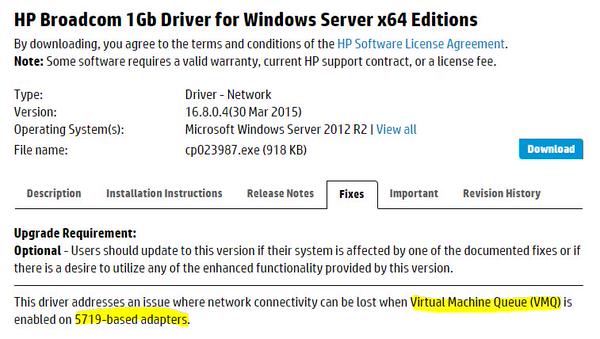 HP Broadcom 1Gb Driver for Windows Server x64 Editions
By downloading, you agree to the terms and conditions of the HP Software License Agreement.
Note: Some software requires a valid warranty, current HP support contract, or a license fee.
Type: Driver - Network
Version: 16.8.0.4(30 Mar 2015)
Operating System(s): Microsoft Windows Server 2012 R2 | View all
File name: cp023987.exe (918 KB) Download
Description Installation Instructions Release Notes Fixes Important Revision History
Upgrade Requirement:
Optional - Users should update to this version if their system is affected by one of the documented fixes or if
there is a desire to utilize any of the enhanced functionality provided by this version.
This driver addresses an issue where network connectivity can be lost when Virtual Machine Queue (VMQ) is
enabled on 5719-based adapters.